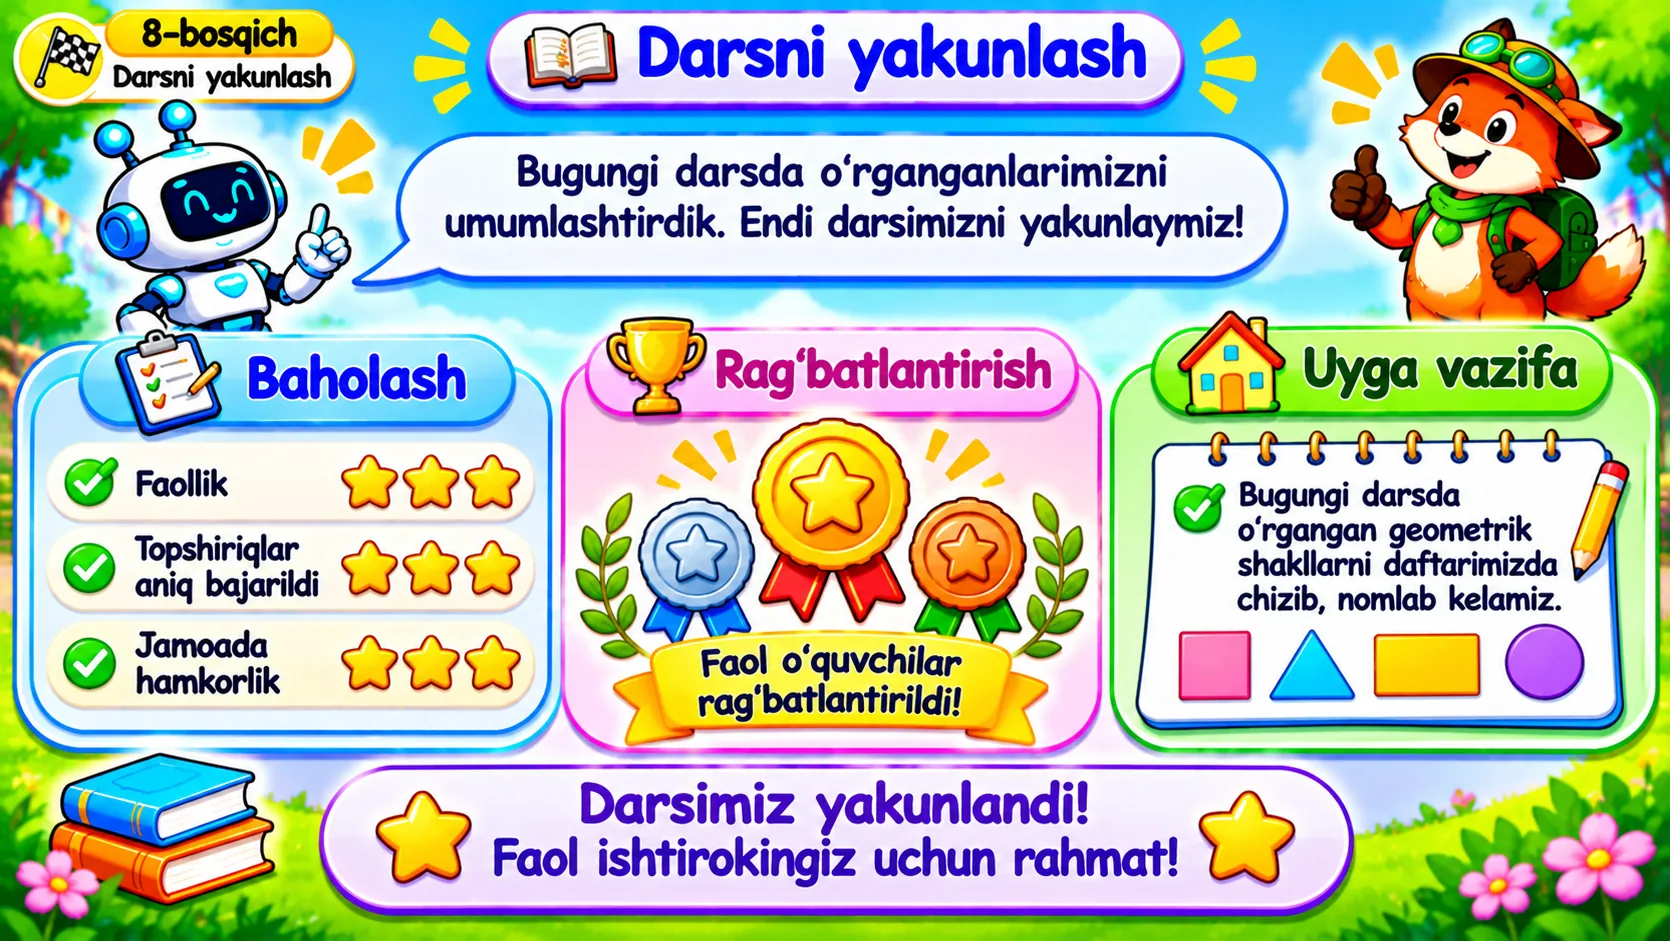 8-bosqich
Darsni yakunlash
Darsni yakunlash
Bugungi darsda o‘rganganlarimizni
umumlashtirdik. Endi darsimizni yakunlaymiz!
Baholash
Faollik
Topshiriqlar
aniq bajarildi
Jamoada
hamkorlik
Rag‘batlantirish
Faol o‘quvchilar
rag‘batlantirildi!
Uyga vazifa
Bugungi darsda
o‘rgangan geometrik
shakllarni daftarimizda
chizib, nomlab kelamiz.
Darsimiz yakunlandi!
Faol ishtirokingiz uchun rahmat!